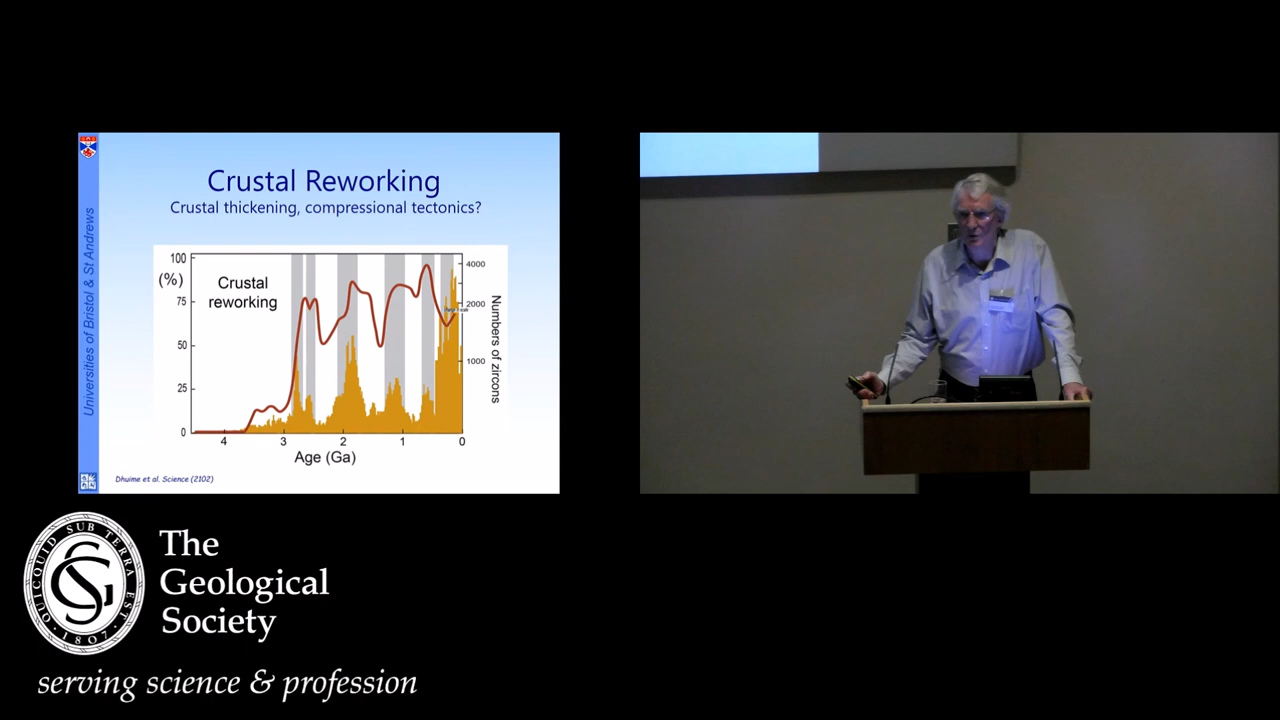 Universities of Bristol & St Andrews
Crustal Reworking
Crustal thickening, compressional tectonics?
100
(%)
75
50
25
0
Crustal
reworking
4000
2000
1000
Numbers of zircons
4
3
2
1
0
Age (Ga)
Dhuime et al. Science (2102)
QUICQUID SUB TERRA EST
1807
The
Geological
Society
serving science & profession